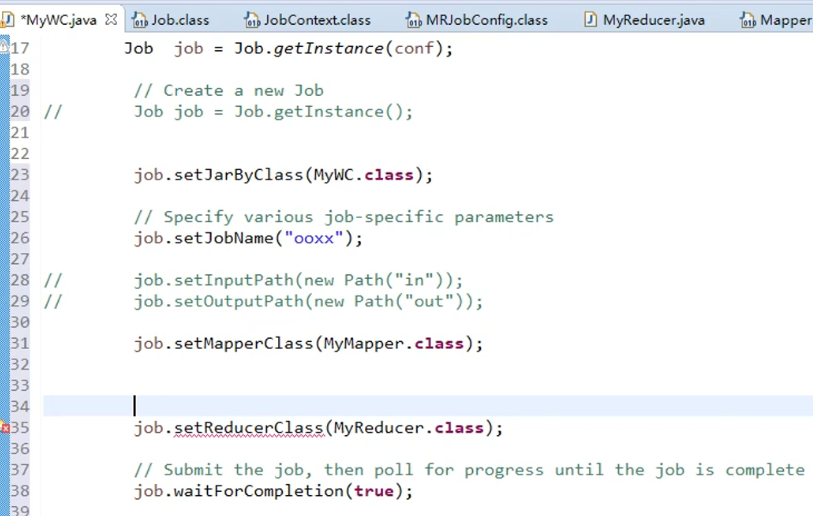 *MyWC.java Job.class JobContext.class MRJobConfig.class MyReducer.java Mapper
17 Job job = Job.getInstance(conf);
18
19 // Create a new Job
20 // Job job = Job.getInstance();
21
22
23 job.setJarByClass(MyWC.class);
24
25 // Specify various job-specific parameters
26 job.setJobName("ooxx");
27
28 // job.setInputPath(new Path("in"));
29 // job.setOutputPath(new Path("out"));
30
31 job.setMapperClass(MyMapper.class);
32
33
34
35 job.setReducerClass(MyReducer.class);
36
37 // Submit the job, then poll for progress until the job is complete
38 job.waitForCompletion(true);
39